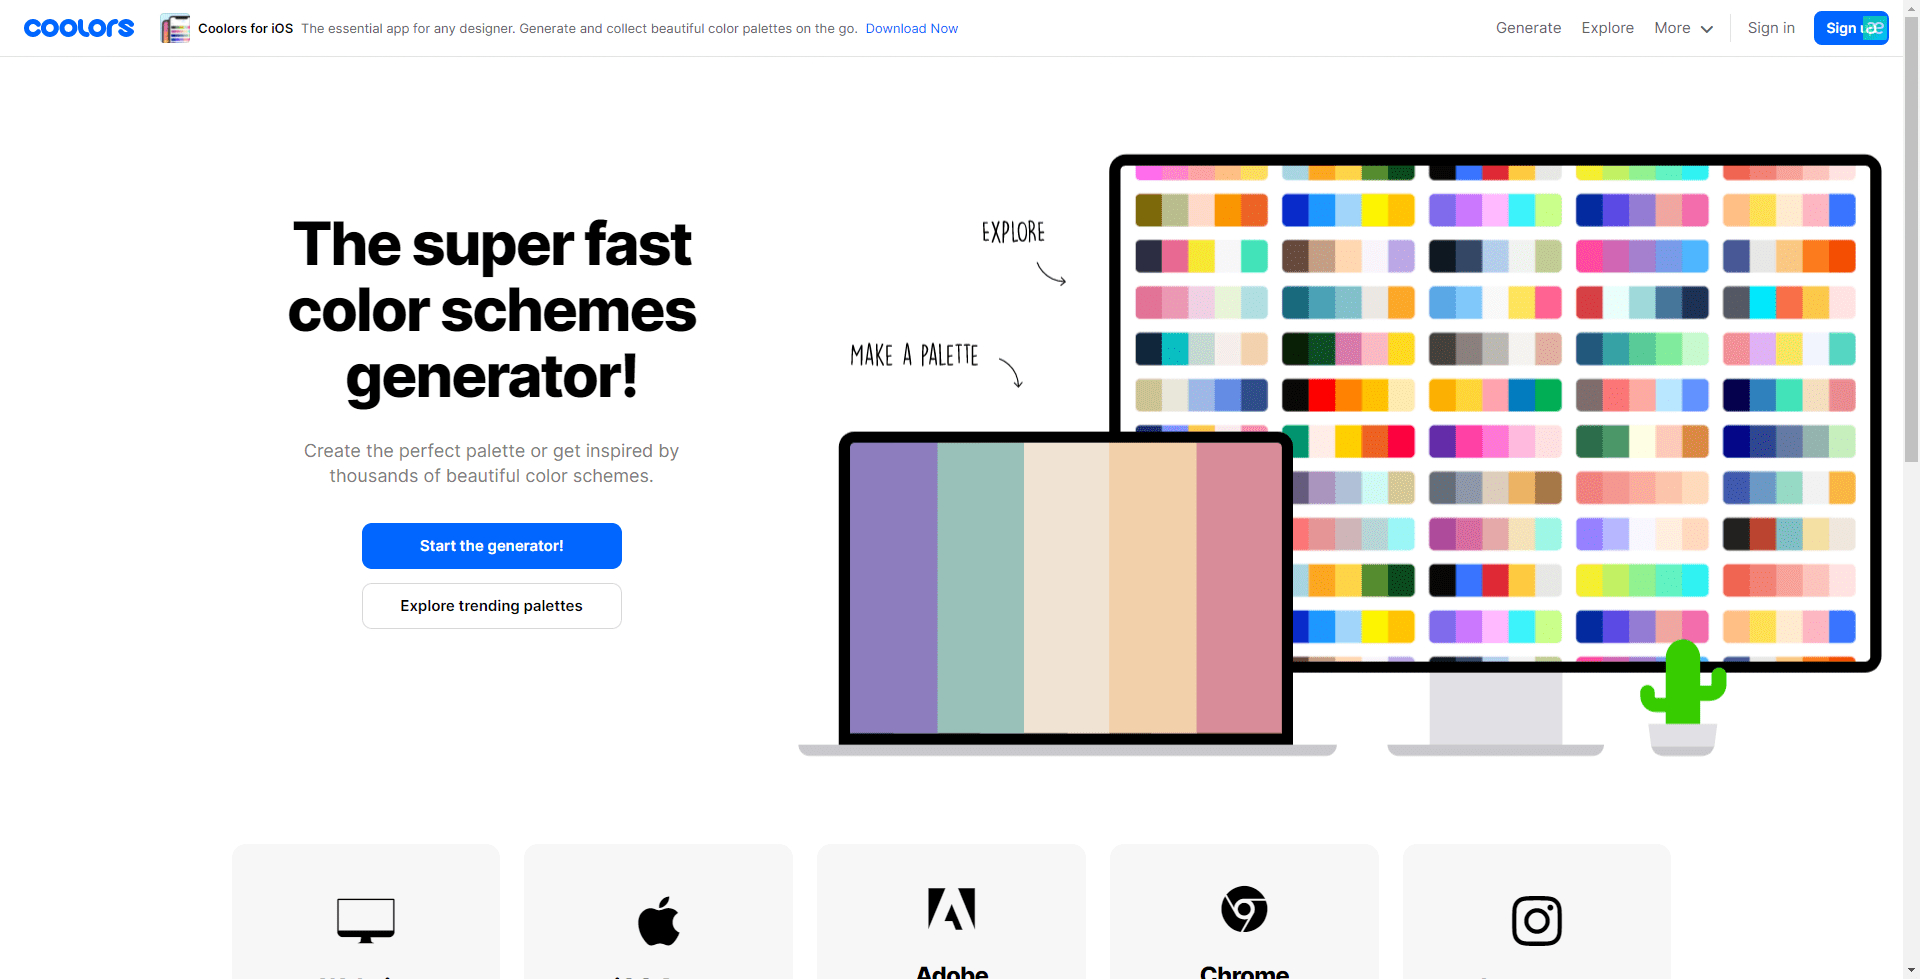 coolors
Coolors for iOS The essential app for any designer. Generate and collect beautiful color palettes on the go. Download Now
Generate Explore More Sign in Sign
æ
The super fast
color schemes
generator!
Create the perfect palette or get inspired by
thousands of beautiful color schemes.
Start the generator!
Explore trending palettes
EXPLORE
MAKE A PALETTE
Adobe
Chrome